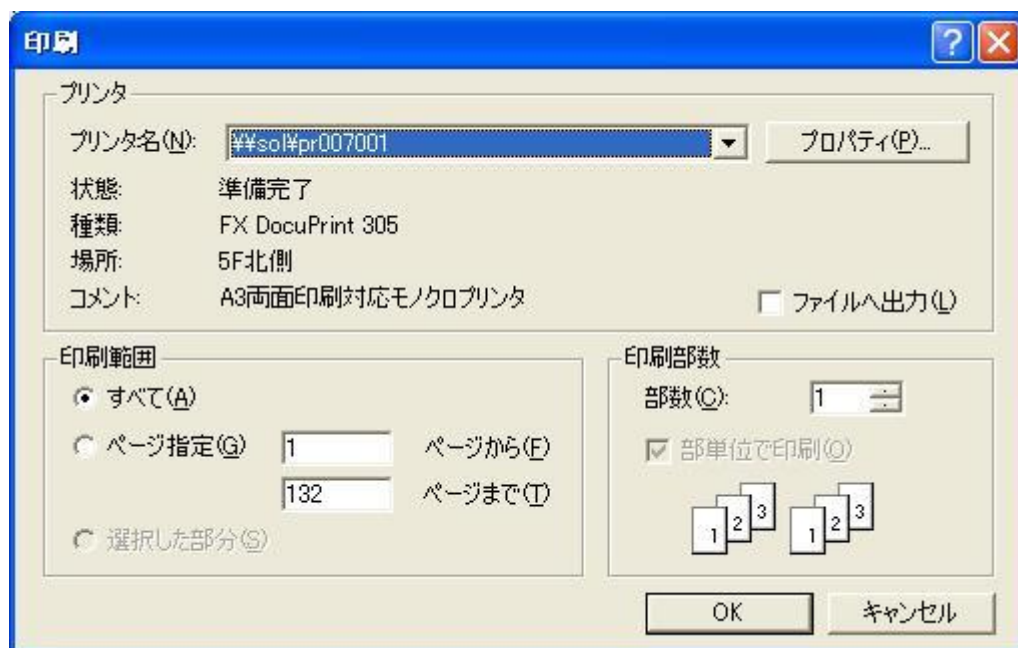 印刷
プリンタ
プリンタ名(N): ¥¥sol¥pr007001 プロパティ(P)...
状態: 準備完了
種類: FX DocuPrint 305
場所: 5F北側
コメント: A3両面印刷対応モノクロプリンタ
ファイルへ出力(L)
印刷範囲
すべて(A)
ページ指定(G) 1 ページから(F)
132 ページまで(T)
選択した部分(S)
印刷部数
部数(C): 1
部単位で印刷(O)
1 2 3 1 2 3
OK キャンセル